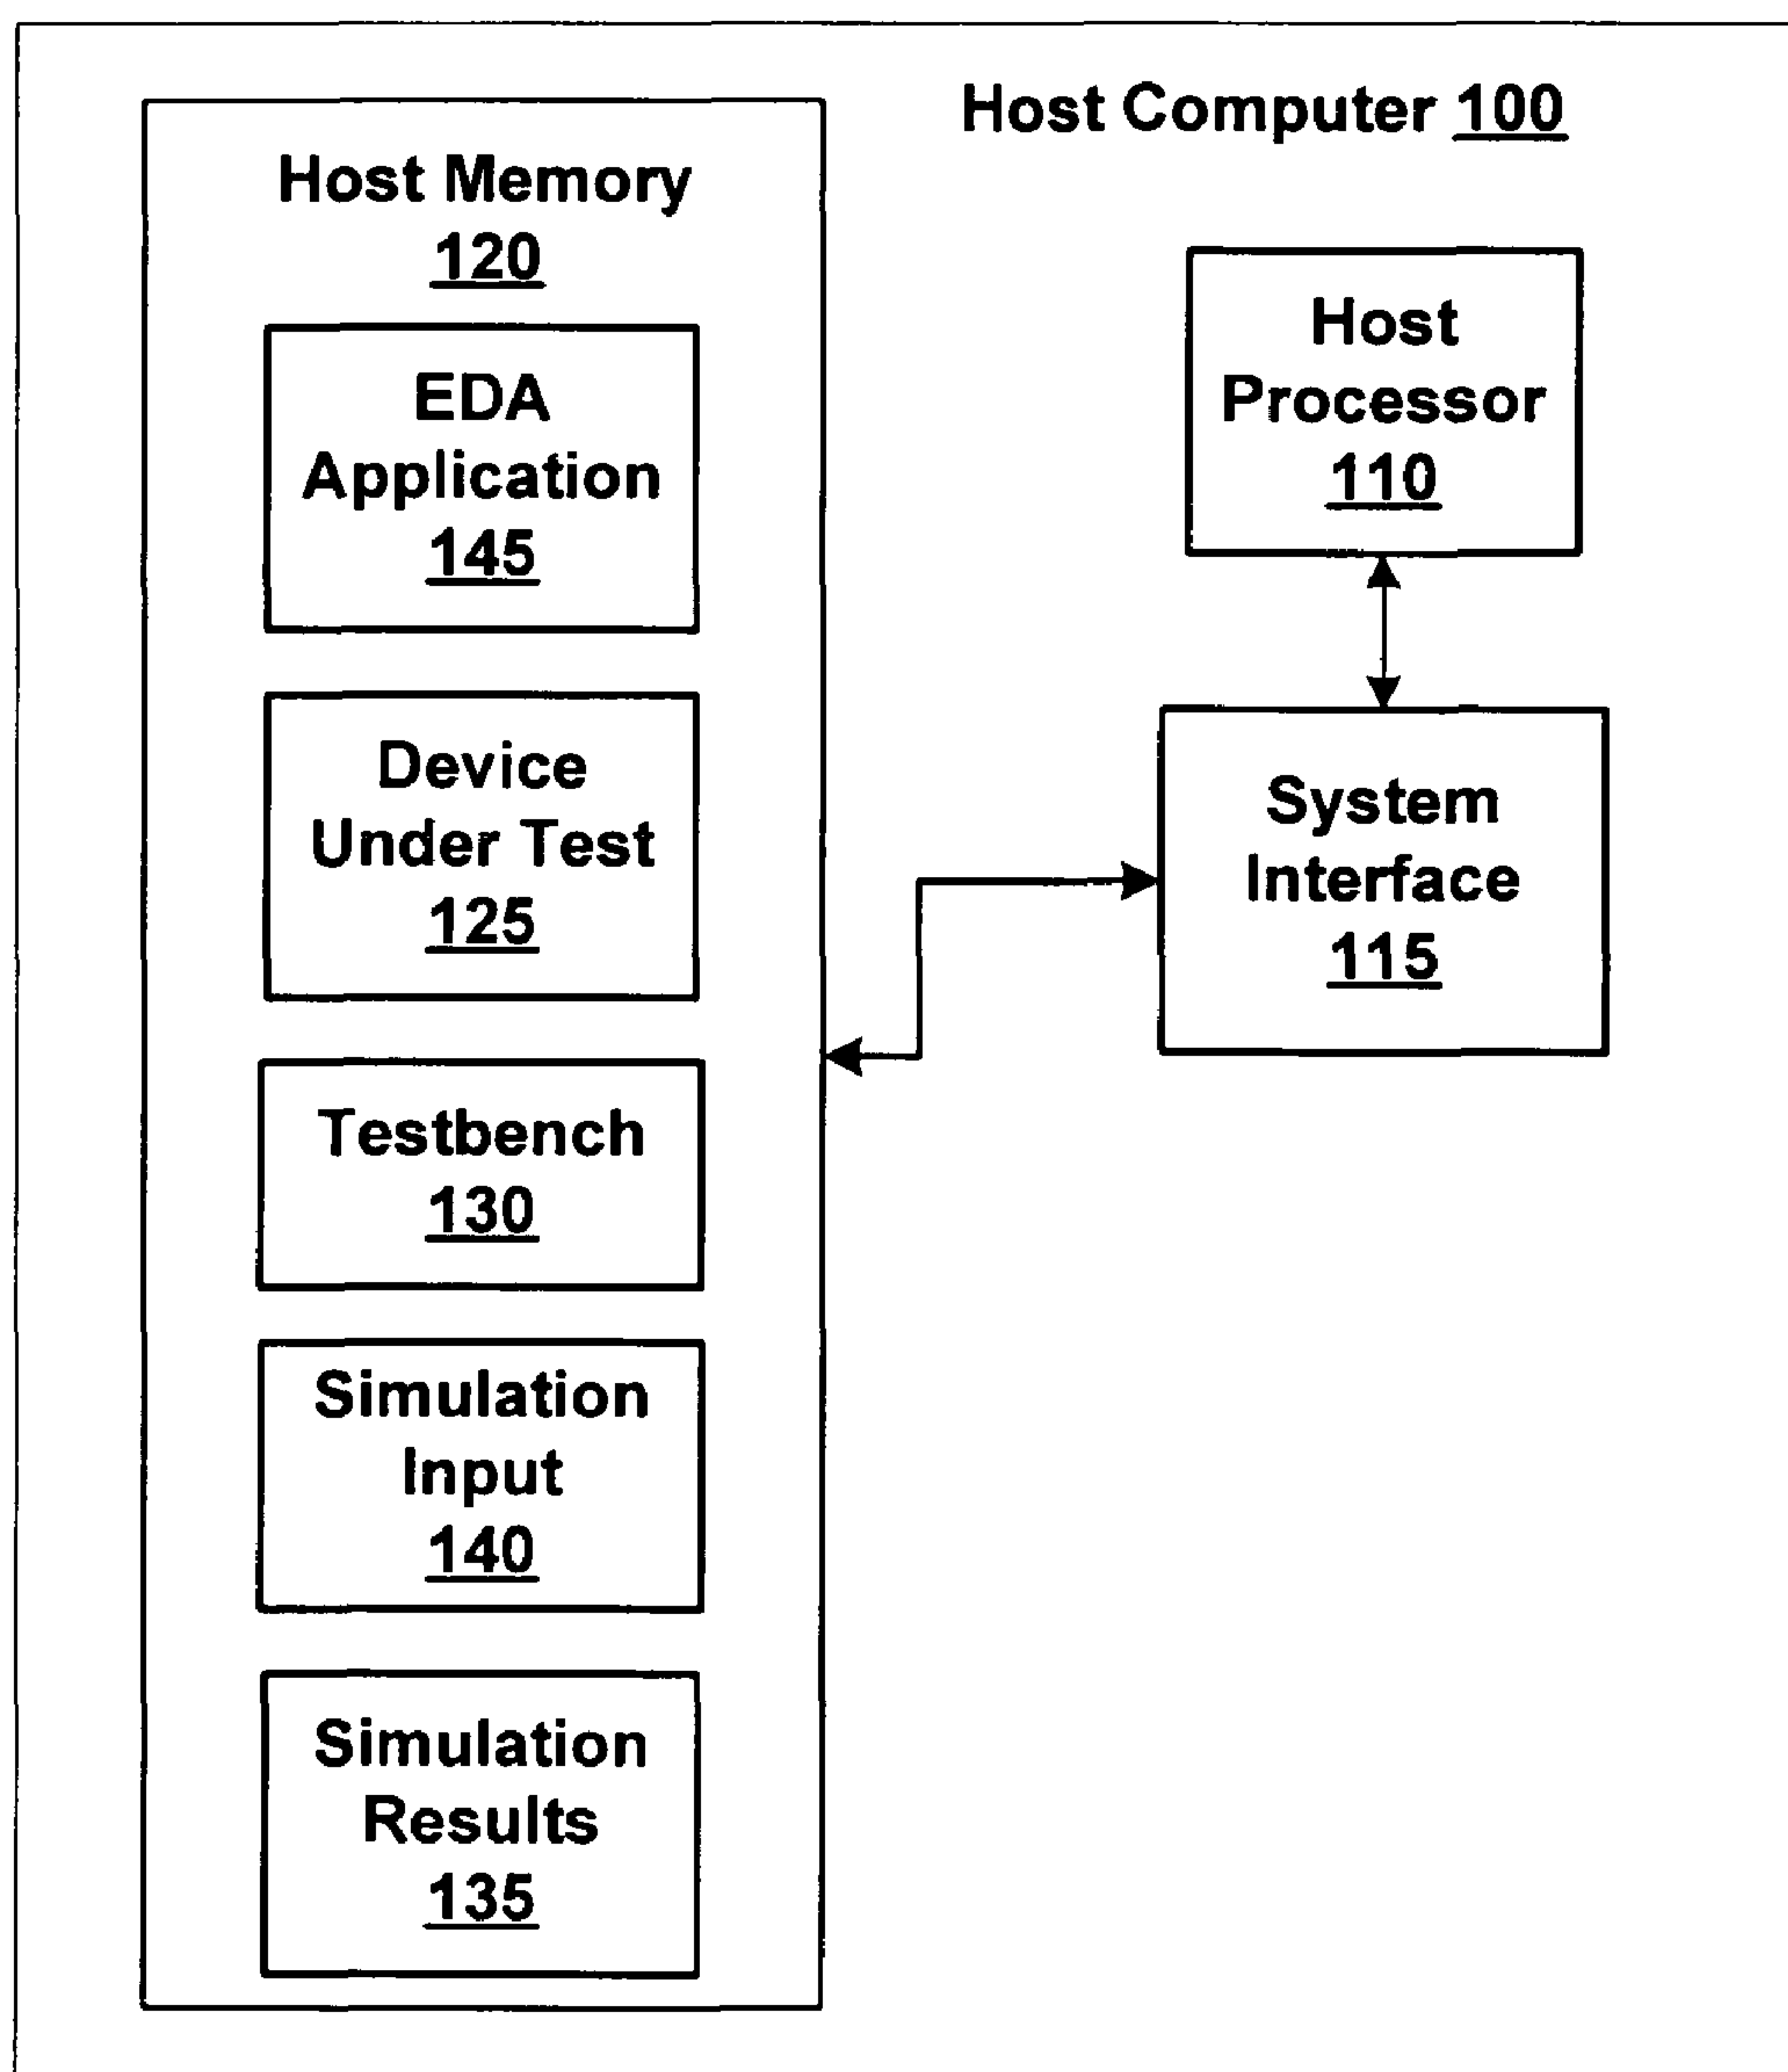 Host Computer 100
Host Memory
120
EDA
Application
145
Device
Under Test
125
Testbench
130
Simulation
Input
140
Simulation
Results
135
Host
Processor
110
System
Interface
115